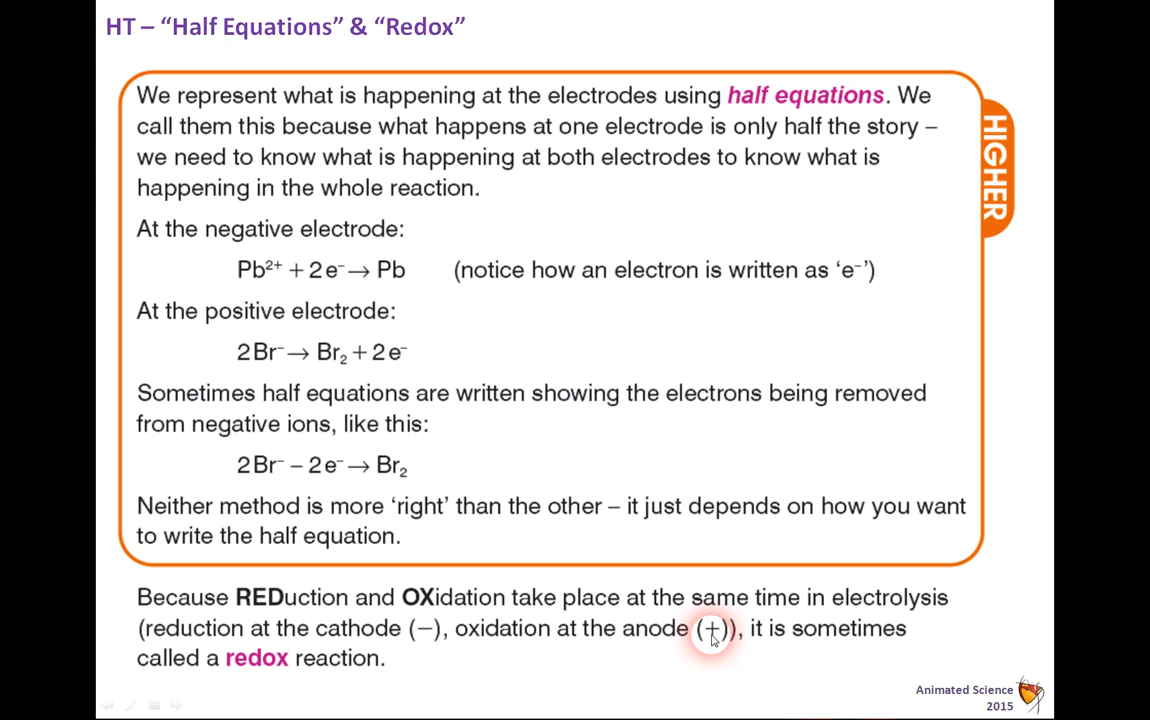 HT – “Half Equations” & “Redox”
We represent what is happening at the electrodes using half equations. We
call them this because what happens at one electrode is only half the story –
we need to know what is happening at both electrodes to know what is
happening in the whole reaction.
At the negative electrode:
Pb²⁺ + 2e⁻ → Pb (notice how an electron is written as ‘e⁻’)
At the positive electrode:
2Br⁻ → Br₂ + 2e⁻
Sometimes half equations are written showing the electrons being removed
from negative ions, like this:
2Br⁻ – 2e⁻ → Br₂
Neither method is more ‘right’ than the other – it just depends on how you want
to write the half equation.
HIGHER
Because REDuction and OXidation take place at the same time in electrolysis
(reduction at the cathode (−), oxidation at the anode (+)), it is sometimes
called a redox reaction.
Animated Science
2015